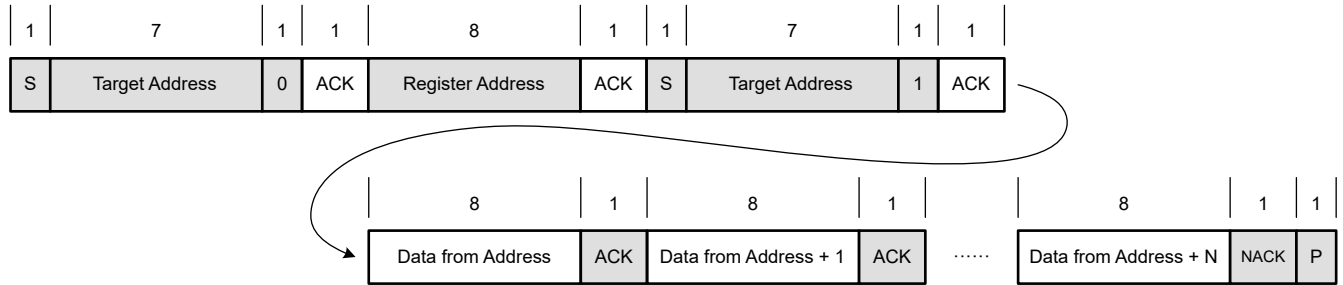 1 7 1 1 8 1 1 7 1 1
S Target Address 0 ACK Register Address ACK S Target Address 1 ACK
8 1 8 1 8 1 1
Data from Address ACK Data from Address + 1 ACK ...... Data from Address + N NACK P